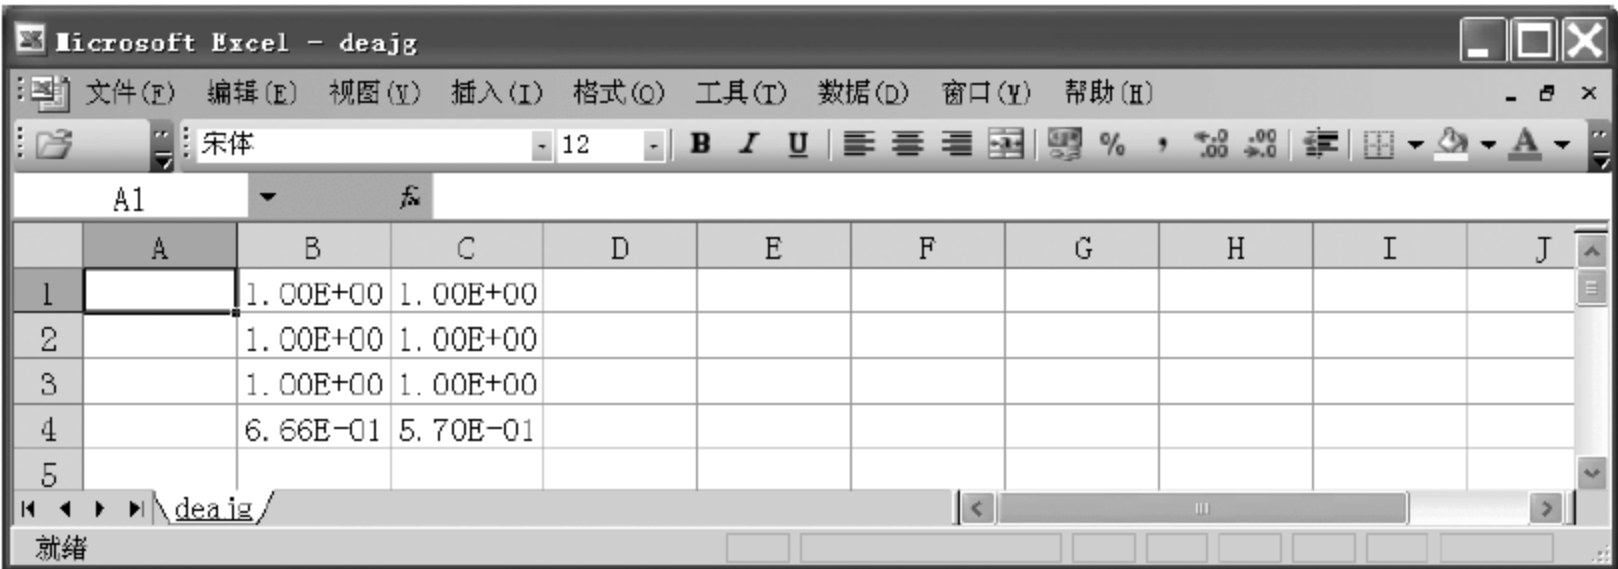 Microsoft Excel - deajg
文件(F) 编辑(E) 视图(V) 插入(I) 格式(O) 工具(T) 数据(D) 窗口(W) 帮助(H)
宋体 12 B I U % , .00 .00
A1 fx
A B C D E F G H I J
1 1.00E+00 1.00E+00
2 1.00E+00 1.00E+00
3 1.00E+00 1.00E+00
4 6.66E-01 5.70E-01
5
deajg
就绪